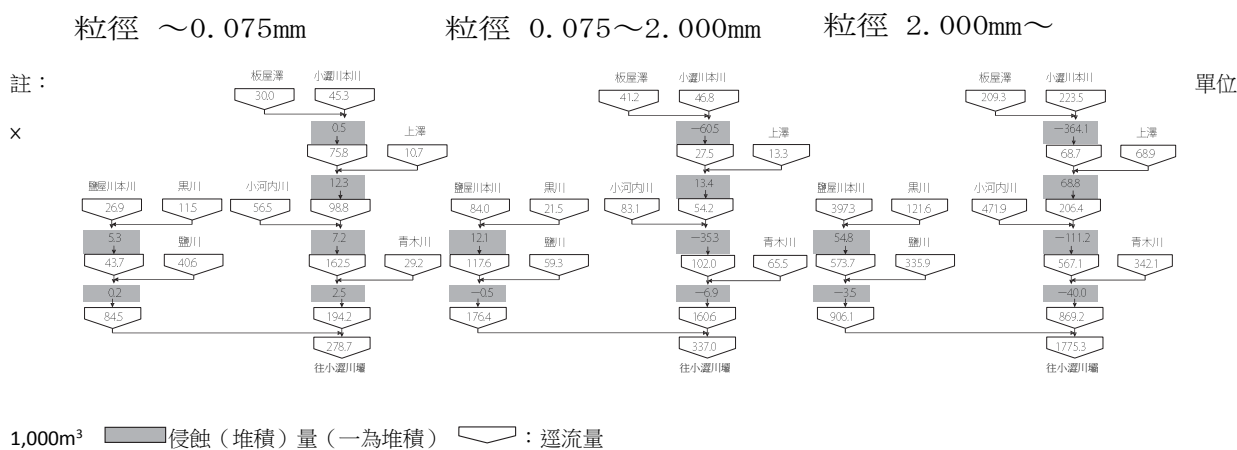 粒徑 ～0.075mm
粒徑 0.075～2.000mm
粒徑 2.000mm～
註：
單位
×
板屋澤 小澀川本川
30.0 45.3
0.5 上澤
75.8 10.7
12.3
鹽屋川本川 黒川 小河内川
26.9 11.5 56.5 98.8
5.3 鹽川 7.2 青木川
43.7 40.6 162.5 29.2
0.2 2.5
84.5 194.2
278.7
往小澀川壩
板屋澤 小澀川本川
41.2 46.8
－60.5 上澤
27.5 13.3
13.4
鹽屋川本川 黒川 小河内川
84.0 21.5 83.1 54.2
12.1 鹽川 －35.3 青木川
117.6 59.3 102.0 65.5
－0.5 －6.9
176.4 160.6
337.0
往小澀川壩
板屋澤 小澀川本川
209.3 223.5
－364.1 上澤
68.7 68.9
68.8
鹽屋川本川 黒川 小河内川
397.3 121.6 471.9 206.4
54.8 鹽川 －111.2 青木川
573.7 335.9 567.1 342.1
－3.5 －40.0
906.1 869.2
1775.3
往小澀川壩
1,000m³ 侵蝕（堆積）量（一為堆積） ：逕流量